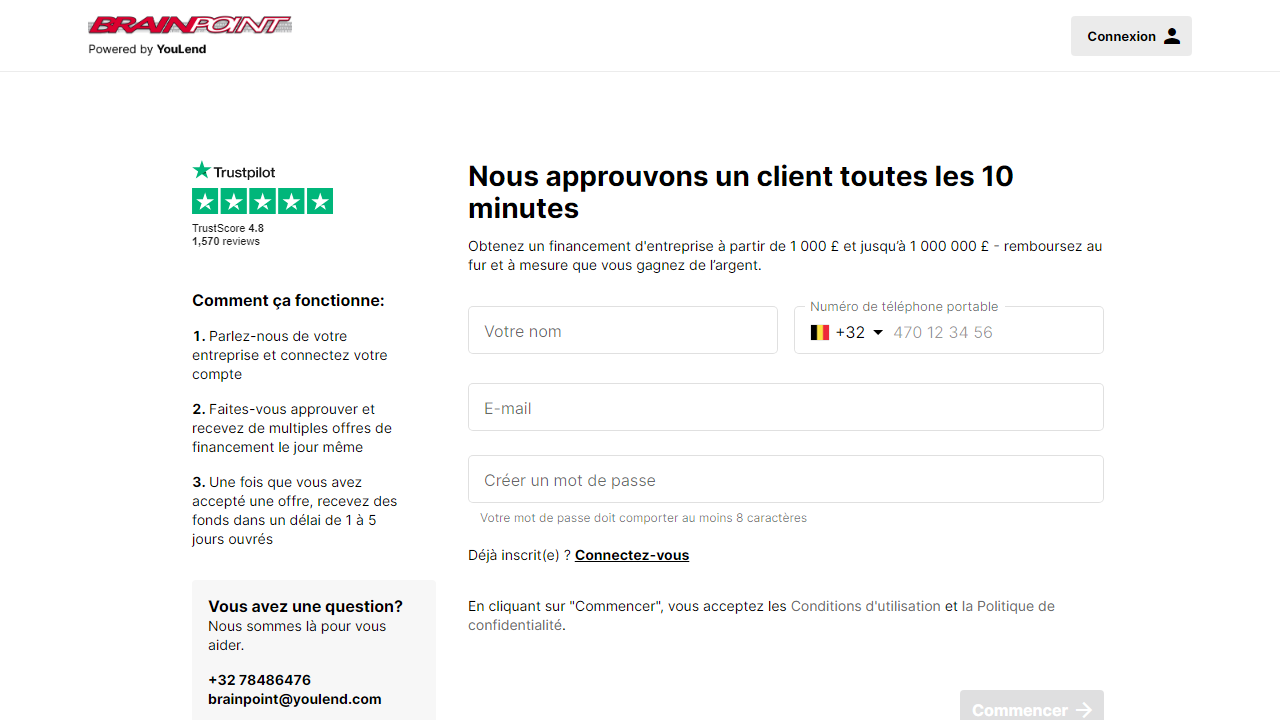 BRAINPOINT
Powered by YouLend
Connexion
Trustpilot
TrustScore 4.8
1,570 reviews
Comment ça fonctionne:
1. Parlez-nous de votre
entreprise et connectez votre
compte
2. Faites-vous approuver et
recevez de multiples offres de
financement le jour même
3. Une fois que vous avez
accepté une offre, recevez des
fonds dans un délai de 1 à 5
jours ouvrés
Vous avez une question?
Nous sommes là pour vous
aider.
+32 78486476
brainpoint@youlend.com
Nous approuvons un client toutes les 10
minutes
Obtenez un financement d'entreprise à partir de 1 000 £ et jusqu’à 1 000 000 £ - remboursez au
fur et à mesure que vous gagnez de l’argent.
Votre nom
Numéro de téléphone portable
+32 470 12 34 56
E-mail
Créer un mot de passe
Votre mot de passe doit comporter au moins 8 caractères
Déjà inscrit(e) ? Connectez-vous
En cliquant sur "Commencer", vous acceptez les Conditions d'utilisation et la Politique de
confidentialité.
Commencer